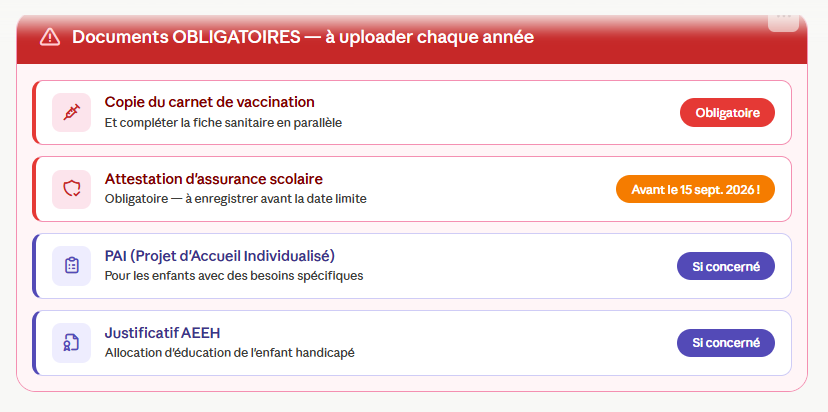 Documents OBLIGATOIRES — à uploader chaque année
Copie du carnet de vaccination
Et compléter la fiche sanitaire en parallèle
Obligatoire
Attestation d'assurance scolaire
Obligatoire — à enregistrer avant la date limite
Avant le 15 sept. 2026 !
PAI (Projet d'Accueil Individualisé)
Pour les enfants avec des besoins spécifiques
Si concerné
Justificatif AEEH
Allocation d'éducation de l'enfant handicapé
Si concerné